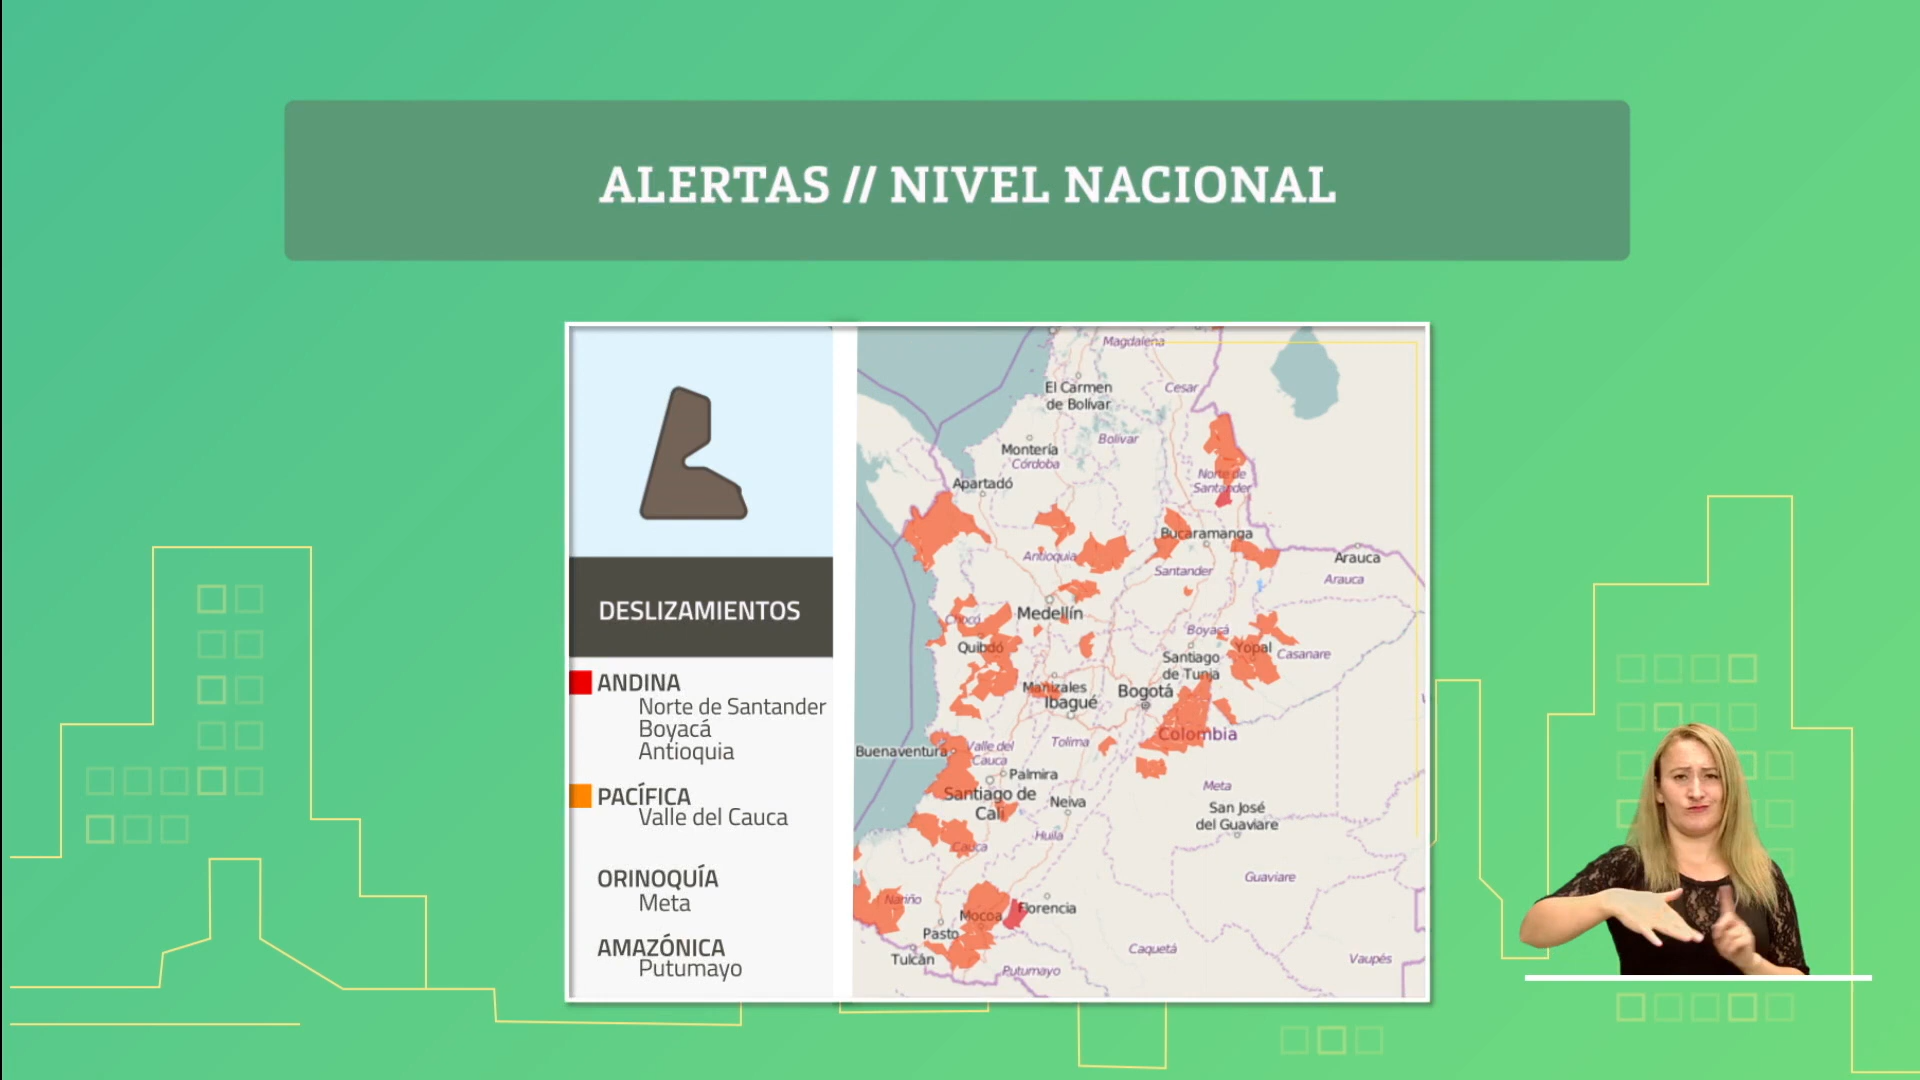 ALERTAS // NIVEL NACIONAL
DESLIZAMIENTOS
ANDINA
Norte de Santander
Boyacá
Antioquia
PACÍFICA
Valle del Cauca
ORINOQUÍA
Meta
AMAZÓNICA
Putumayo
Magdalena
El Carmen
de Bolívar
Cesar
Montería
Córdoba
Bolívar
Apartadó
Norte de
Santander
Bucaramanga
Antioquia
Santander
Arauca
Arauca
Medellín
Chocó
Quibdó
Boyacá
Santiago
de Tunja
Yopal
Casanare
Manizales
Ibagué
Bogotá
Colombia
Buenaventura
Valle del
Cauca
Tolima
Palmira
Santiago de
Cali
Neiva
Meta
San José
del Guaviare
Huila
Cauca
Guaviare
Nariño
Mocoa
Florencia
Pasto
Tulcán
Putumayo
Caquetá
Vaupés